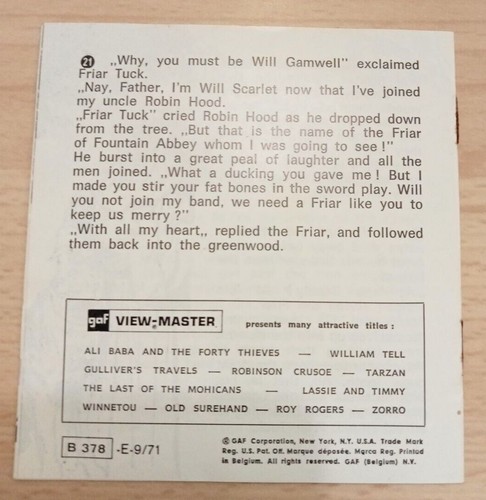 21 „Why, you must be Will Gamwell" exclaimed
Friar Tuck.
„Nay, Father, I'm Will Scarlet now that I've joined
my uncle Robin Hood.
„Friar Tuck" cried Robin Hood as he dropped down
from the tree. „But that is the name of the Friar
of Fountain Abbey whom I was going to see!"
He burst into a great peal of laughter and all the
men joined. „What a ducking you gave me! But I
made you stir your fat bones in the sword play. Will
you not join my band, we need a Friar like you to
keep us merry?"
„With all my heart,, replied the Friar, and followed
them back into the greenwood.
gaf VIEW-MASTER presents many attractive titles:
ALI BABA AND THE FORTY THIEVES — WILLIAM TELL
GULLIVER'S TRAVELS — ROBINSON CRUSOE — TARZAN
THE LAST OF THE MOHICANS — LASSIE AND TIMMY
WINNETOU — OLD SUREHAND — ROY ROGERS — ZORRO
B 378 -E-9/71
© GAF Corporation, New York, N.Y. U.S.A. Trade Mark
Reg. U.S. Pat. Off. Marque déposée. Marca Reg. Printed
in Belgium. All rights reserved. GAF (Belgium) N.V.